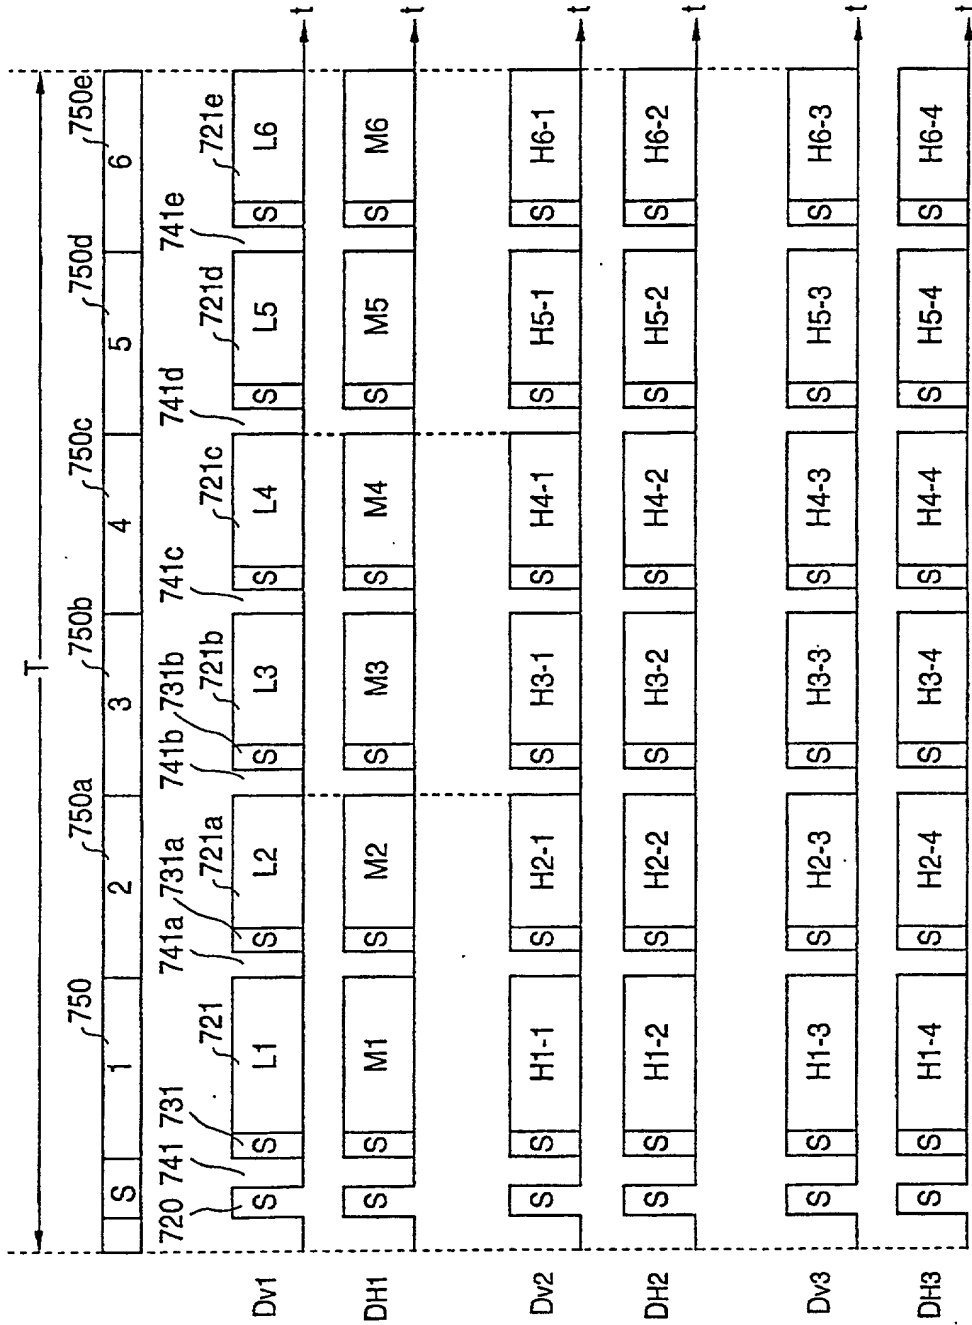 T
750 750a 750b 750c 750d 750e
S 1 2 3 4 5 6
720 741 731 721 741a 731a 721a 741b 731b 721b 741c 721c 741d 721d 741e 721e
Dv1 S S L1 S L2 S L3 S L4 S L5 S L6 t
DH1 S S M1 S M2 S M3 S M4 S M5 S M6 t
Dv2 S S H1-1 S H2-1 S H3-1 S H4-1 S H5-1 S H6-1 t
DH2 S S H1-2 S H2-2 S H3-2 S H4-2 S H5-2 S H6-2 t
Dv3 S S H1-3 S H2-3 S H3-3 S H4-3 S H5-3 S H6-3 t
DH3 S S H1-4 S H2-4 S H3-4 S H4-4 S H5-4 S H6-4 t